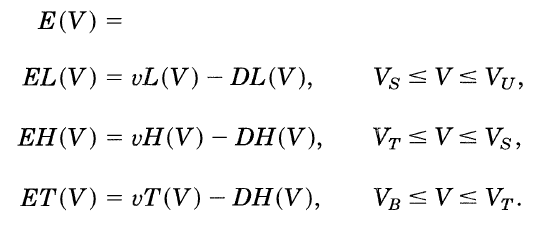 E(V) =
EL(V) = vL(V) − DL(V), V_S ≤ V ≤ V_U,
EH(V) = vH(V) − DH(V), V_T ≤ V ≤ V_S,
ET(V) = vT(V) − DH(V), V_B ≤ V ≤ V_T.